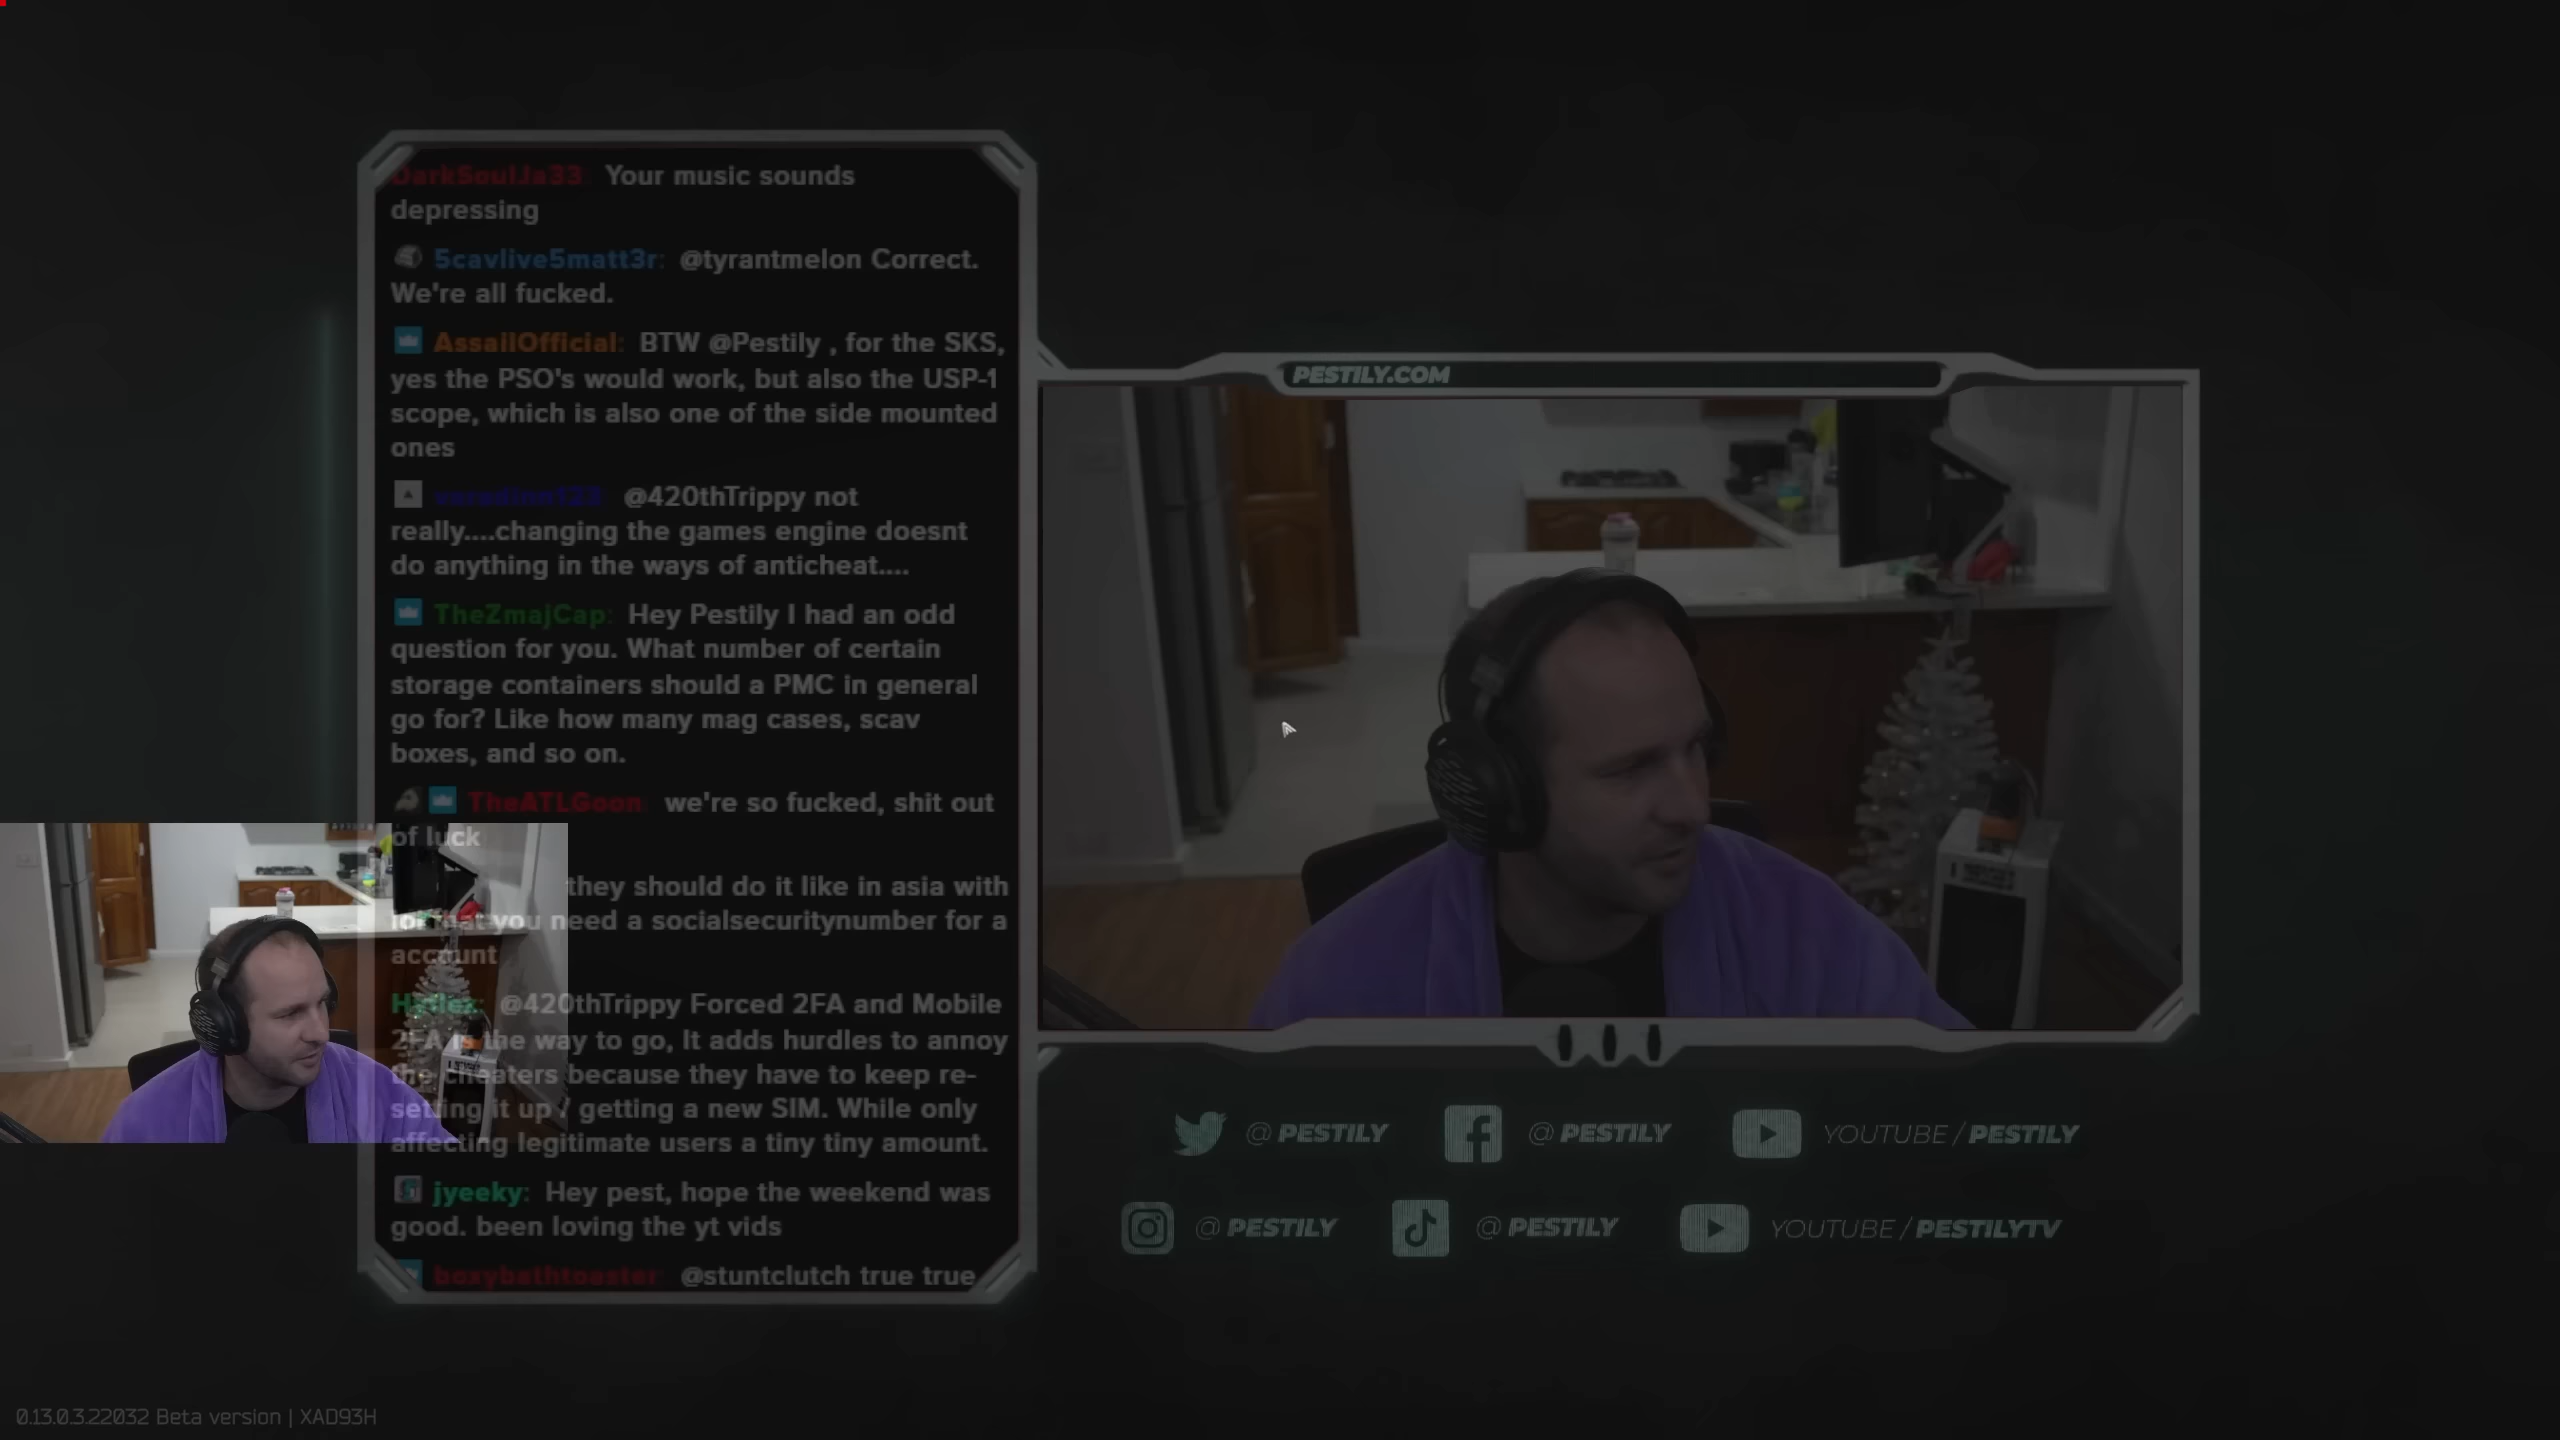 DarkSoulJa33: Your music sounds
depressing
5cavlive5matt3r: @tyrantmelon Correct.
We're all fucked.
AssailOfficial: BTW @Pestily , for the SKS,
yes the PSO's would work, but also the USP-1
scope, which is also one of the side mounted
ones
@420thTrippy not
really....changing the games engine doesnt
do anything in the ways of anticheat....
TheZmajCap: Hey Pestily I had an odd
question for you. What number of certain
storage containers should a PMC in general
go for? Like how many mag cases, scav
boxes, and so on.
TheATLGoon: we're so fucked, shit out
of luck
they should do it like in asia with
you need a socialsecuritynumber for a
account
@420thTrippy Forced 2FA and Mobile
2FA is the way to go, It adds hurdles to annoy
the cheaters because they have to keep re-
setting it up / getting a new SIM. While only
affecting legitimate users a tiny tiny amount.
jyeeky: Hey pest, hope the weekend was
good. been loving the yt vids
boxybathtoaster: @stuntclutch true true
PESTILY.COM
@PESTILY @PESTILY YOUTUBE/PESTILY
@PESTILY @PESTILY YOUTUBE/PESTILYTV
0.13.0.3.22032 Beta version | XAD93H